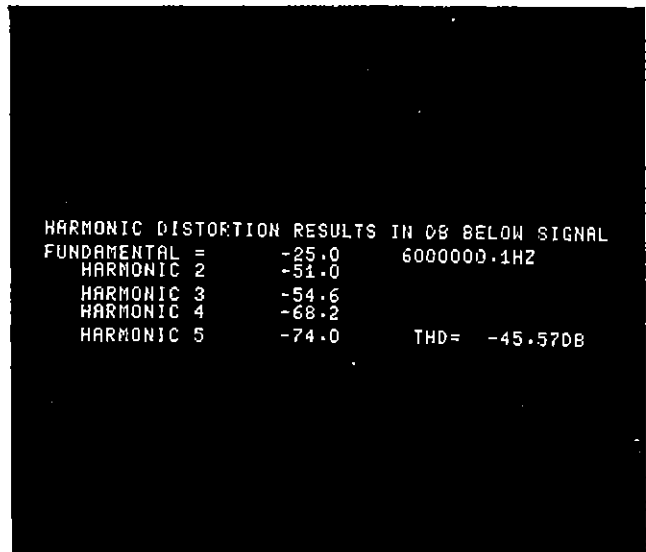 HARMONIC DISTORTION RESULTS IN DB BELOW SIGNAL
FUNDAMENTAL = -25.0 6000000.1HZ
HARMONIC 2 -51.0
HARMONIC 3 -54.6
HARMONIC 4 -68.2
HARMONIC 5 -74.0 THD= -45.57DB